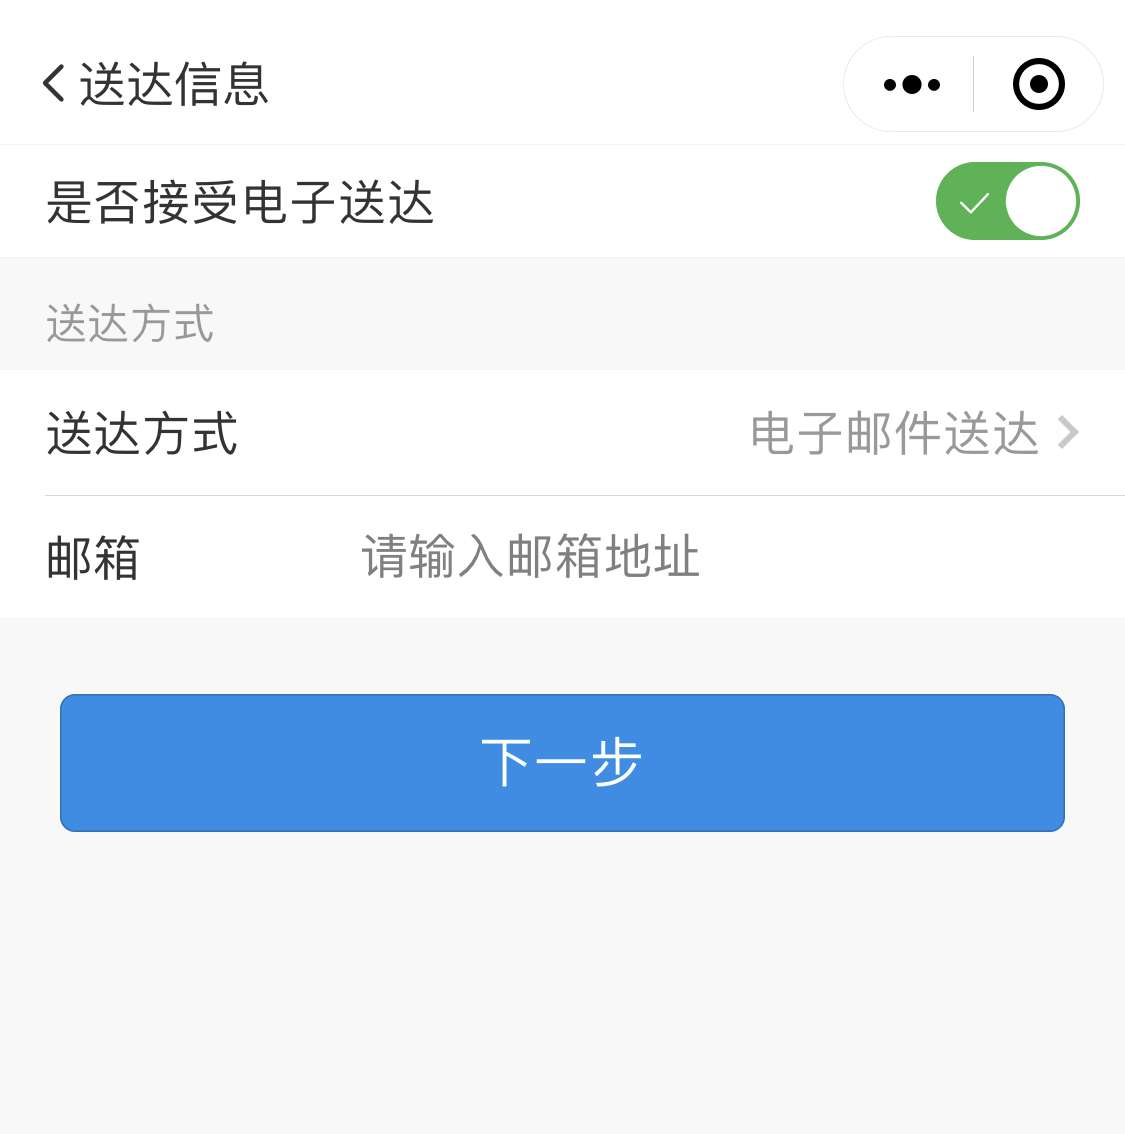 送达信息
是否接受电子送达
送达方式
送达方式 电子邮件送达
邮箱 请输入邮箱地址
下一步